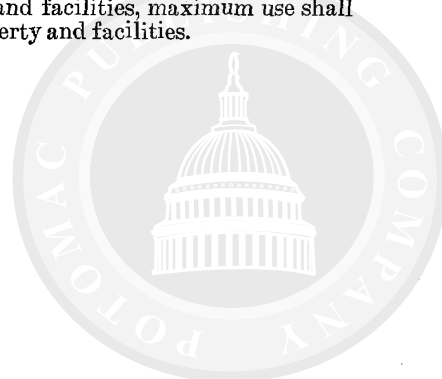 and facilities, maximum use shall
erty and facilities.
POTOMAC PUBLISHING COMPANY